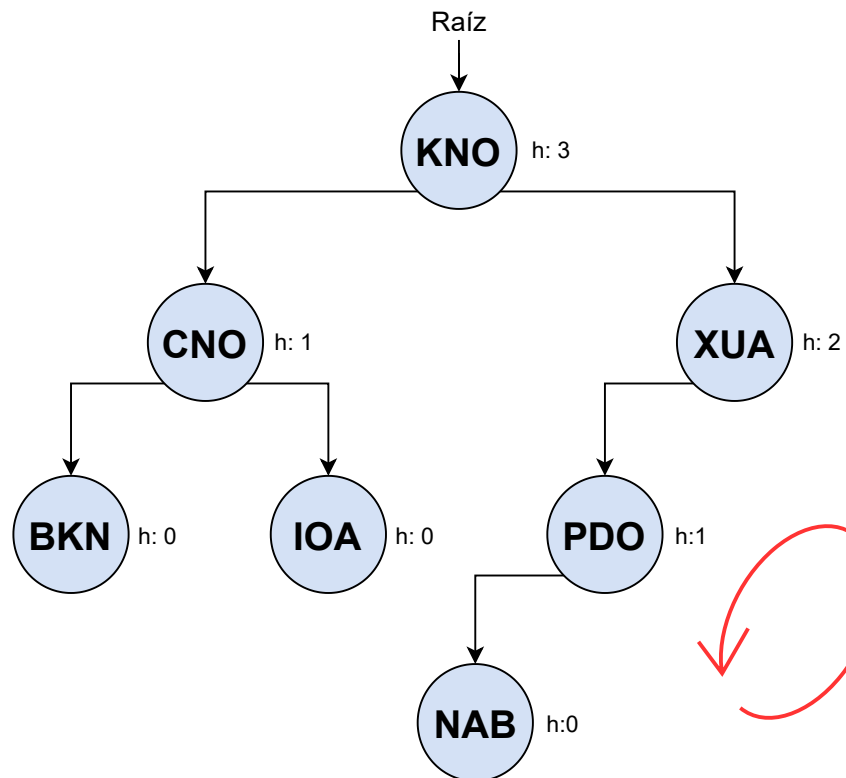 Raíz
KNO h: 3
CNO h: 1
XUA h: 2
BKN h: 0
IOA h: 0
PDO h:1
NAB h:0